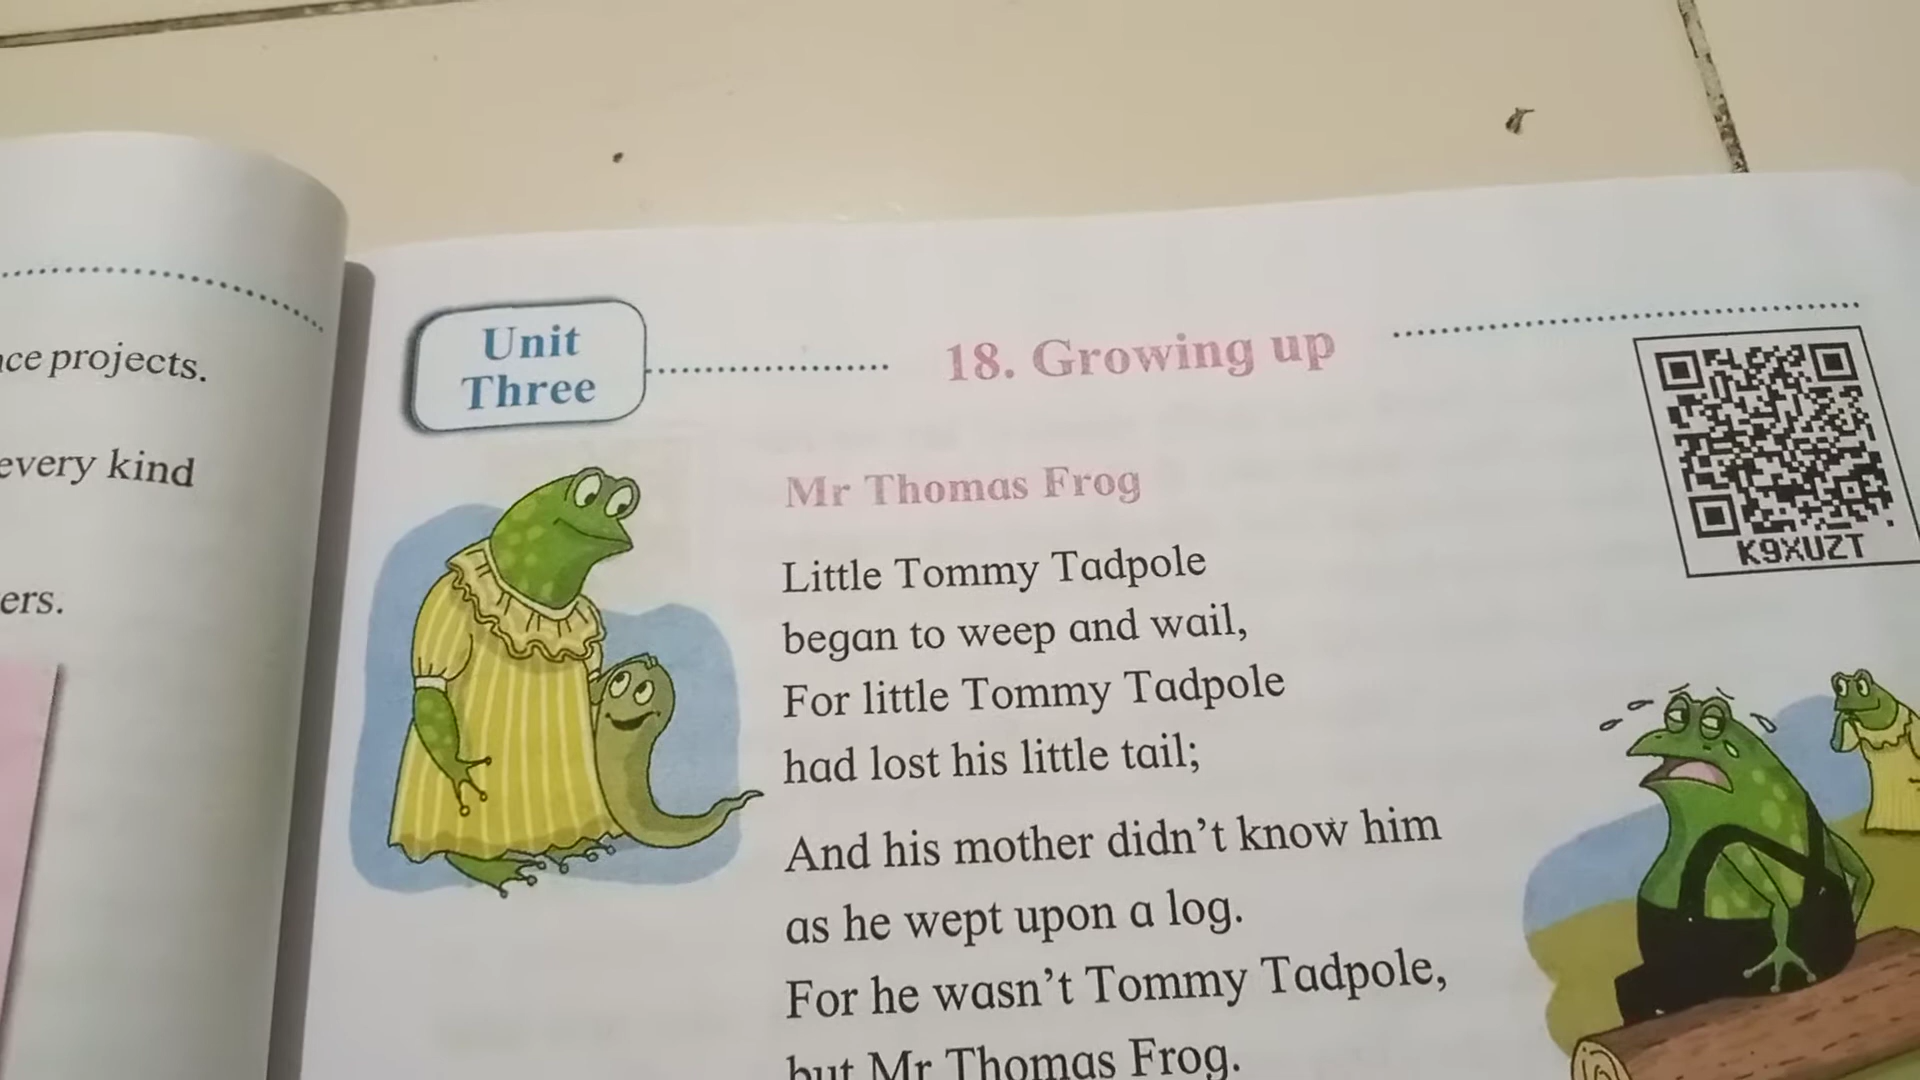 projects.
every kind
Unit
Three
18. Growing up
K9XUZT
Mr Thomas Frog
Little Tommy Tadpole
began to weep and wail,
For little Tommy Tadpole
had lost his little tail;
And his mother didn't know him
as he wept upon a log.
For he wasn't Tommy Tadpole,
but Mr Thomas Frog.